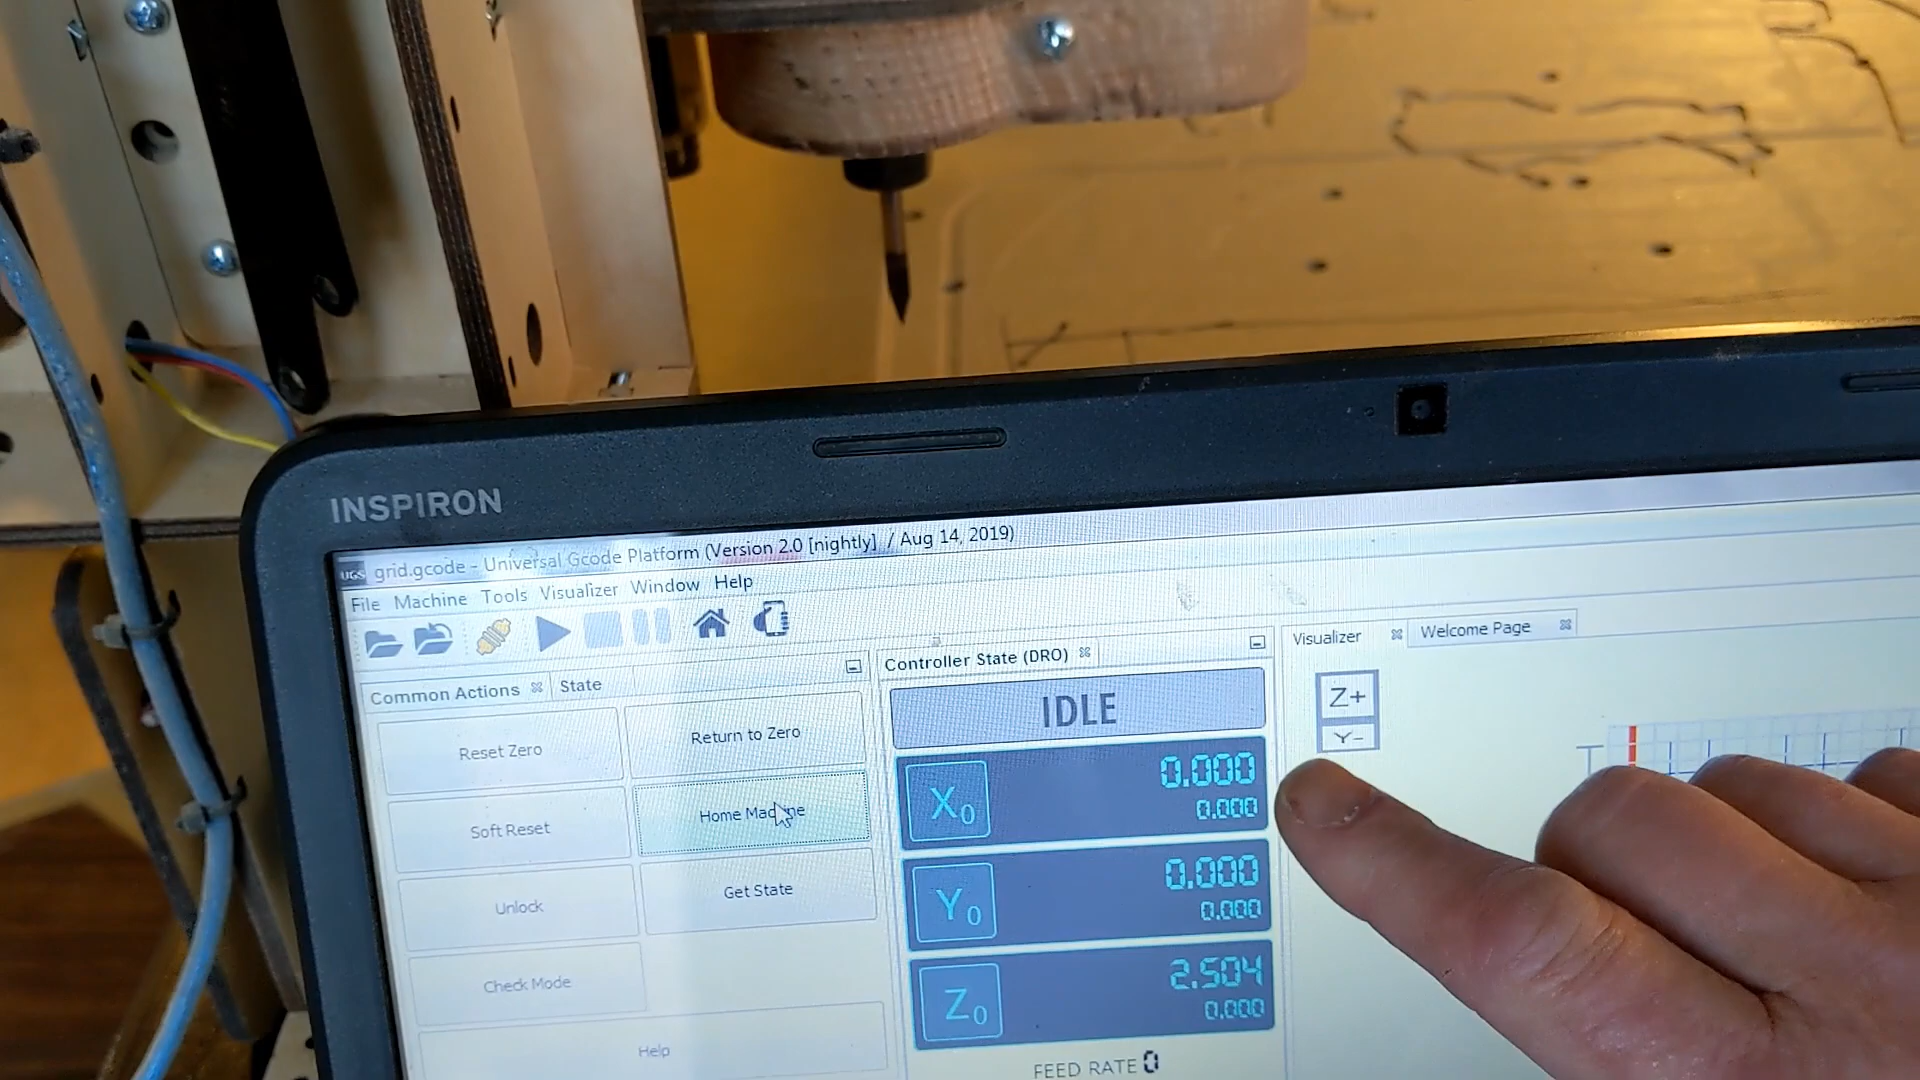 INSPIRON
UGS grid.gcode - Universal Gcode Platform (Version 2.0 [nightly] / Aug 14, 2019)
File Machine Tools Visualizer Window Help
Common Actions State
Controller State (DRO)
Visualizer Welcome Page
Reset Zero
Return to Zero
Soft Reset
Home Machine
Unlock
Get State
Check Mode
Help
IDLE
X0 0.000
0.000
Y0 0.000
0.000
Z0 2.504
0.000
FEED RATE 0
Z+
Y-